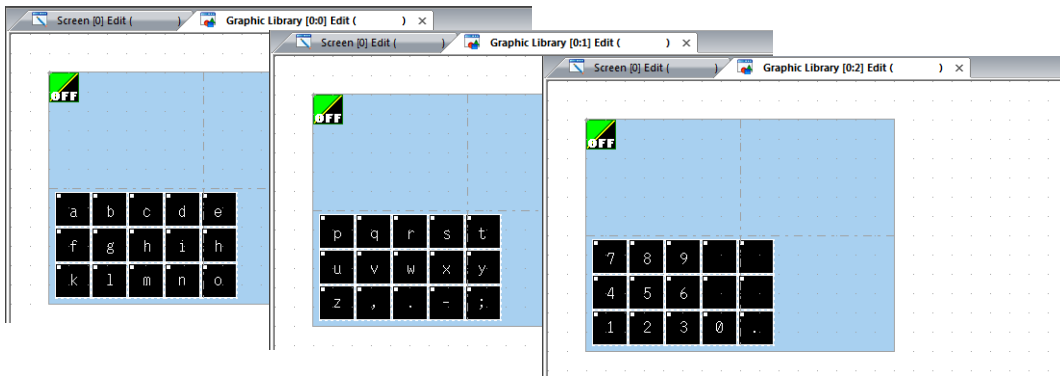 Screen [0] Edit ( ) Graphic Library [0:0] Edit ( ) ×
OFF
a b c d e
f g h i h
k l m n o
Screen [0] Edit ( ) Graphic Library [0:1] Edit ( ) ×
OFF
p q r s t
u v w x y
z , . - ;
Screen [0] Edit ( ) Graphic Library [0:2] Edit ( ) ×
OFF
7 8 9
4 5 6
1 2 3 0 .